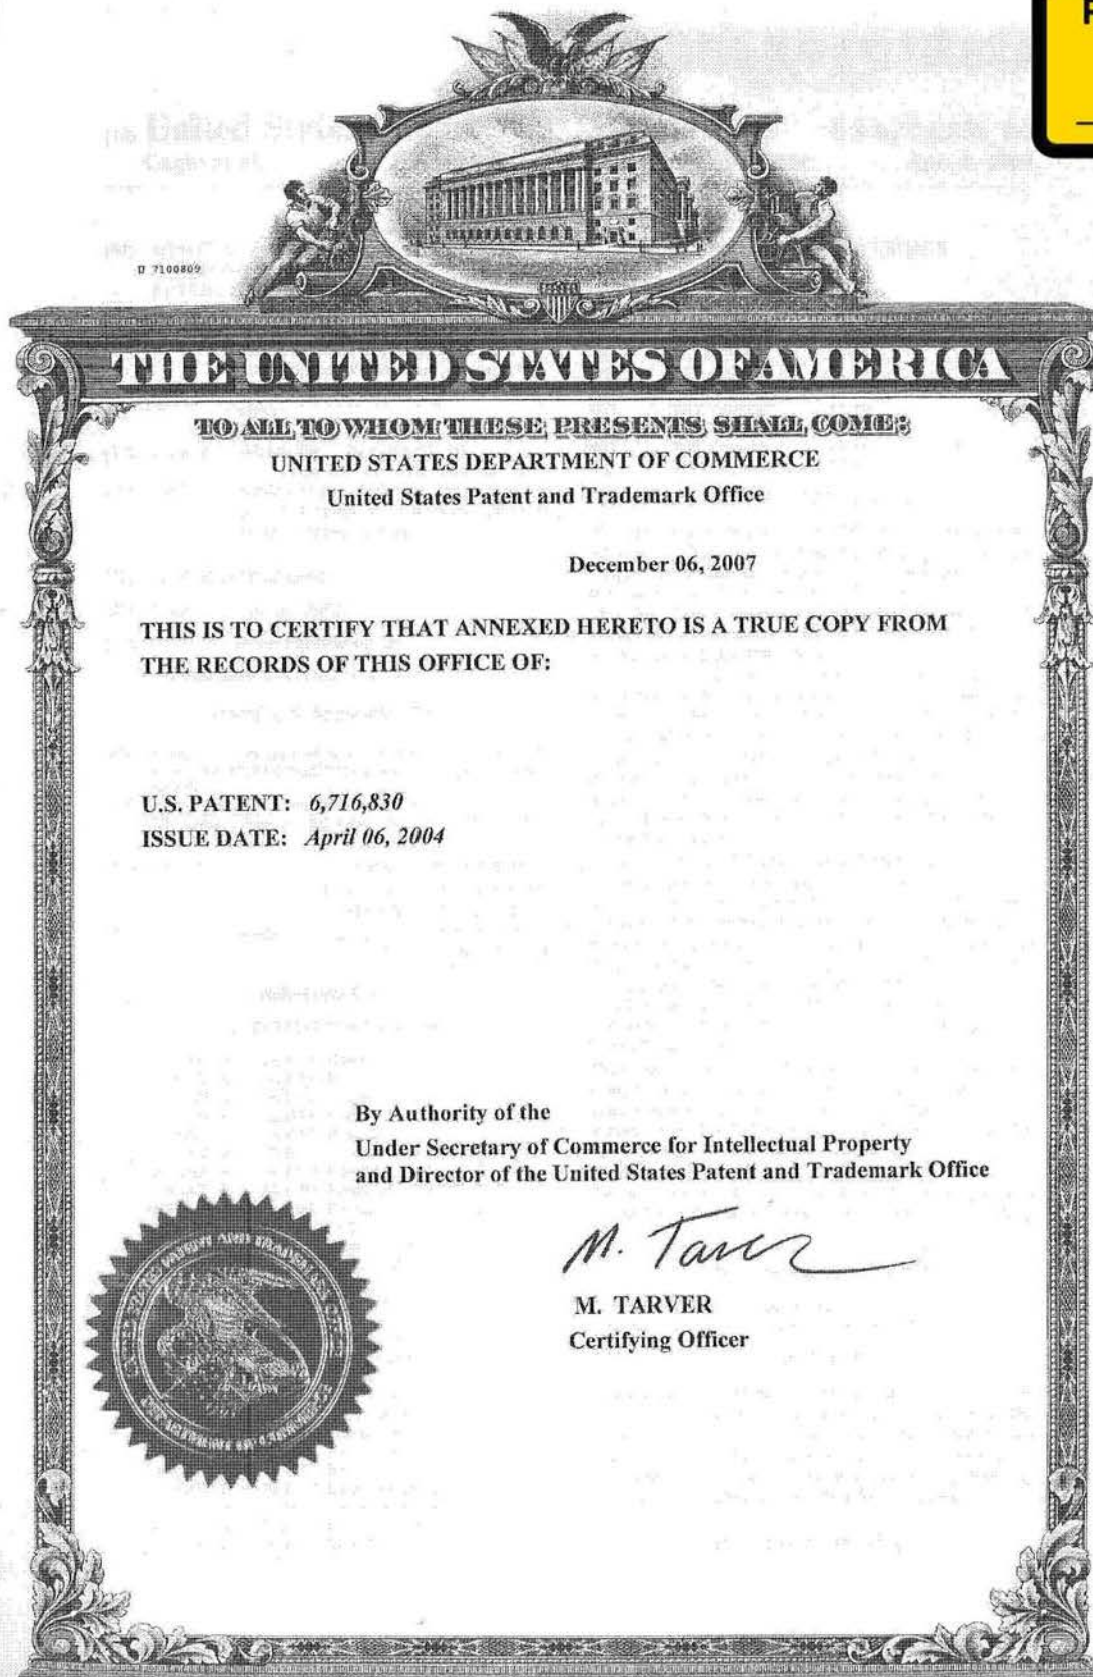 D 7100809
THE UNITED STATES OF AMERICA
TO ALL TO WHOM THESE PRESENTS SHALL COME:
UNITED STATES DEPARTMENT OF COMMERCE
United States Patent and Trademark Office
December 06, 2007
THIS IS TO CERTIFY THAT ANNEXED HERETO IS A TRUE COPY FROM
THE RECORDS OF THIS OFFICE OF:
U.S. PATENT: 6,716,830
ISSUE DATE: April 06, 2004
By Authority of the
Under Secretary of Commerce for Intellectual Property
and Director of the United States Patent and Trademark Office
M. Tarver
M. TARVER
Certifying Officer